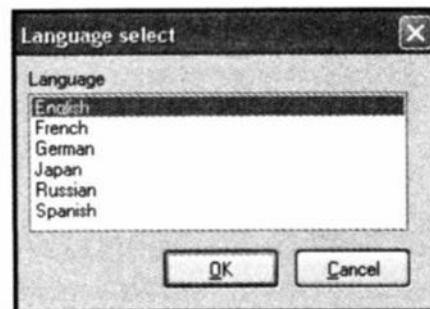 Language select
Language
English
French
German
Japan
Russian
Spanish
OK
Cancel